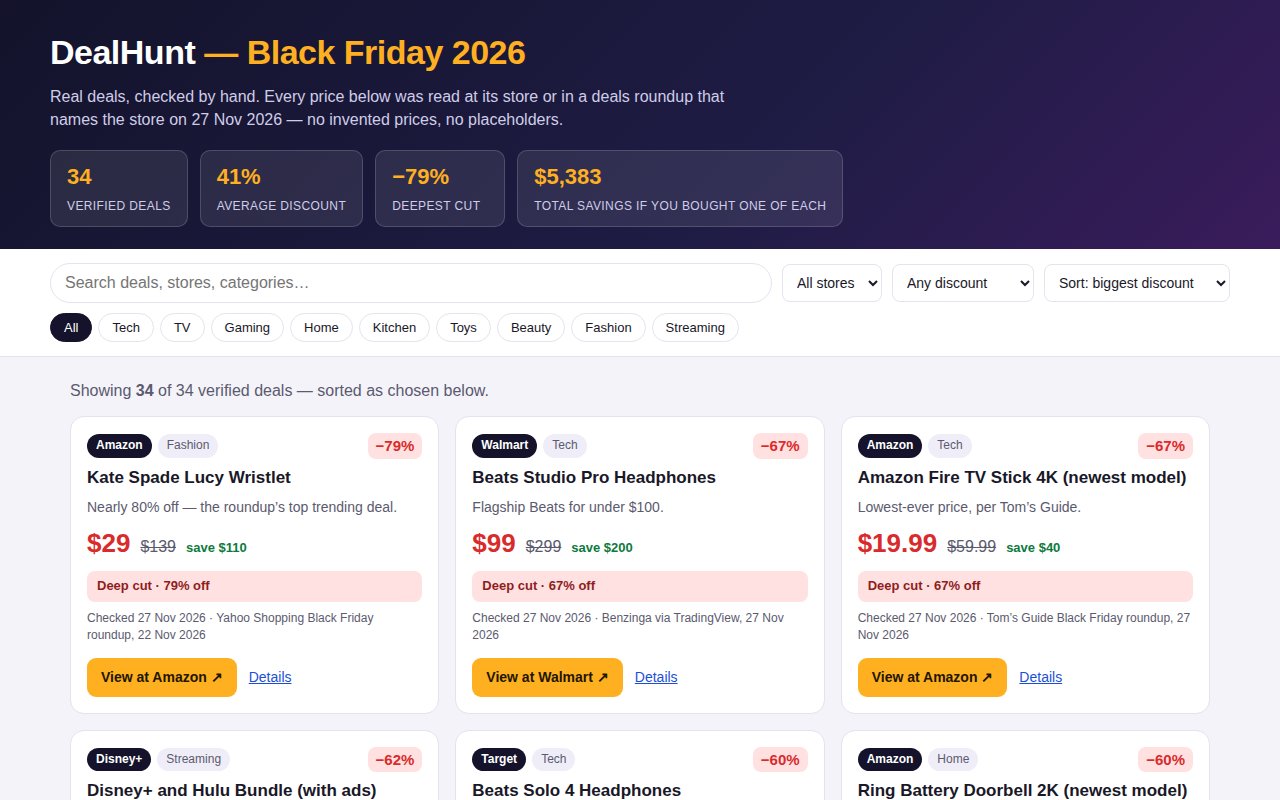 DealHunt — Black Friday 2026
Real deals, checked by hand. Every price below was read at its store or in a deals roundup that
names the store on 27 Nov 2026 — no invented prices, no placeholders.
34
VERIFIED DEALS
41%
AVERAGE DISCOUNT
−79%
DEEPEST CUT
$5,383
TOTAL SAVINGS IF YOU BOUGHT ONE OF EACH
Search deals, stores, categories…
All stores
Any discount
Sort: biggest discount
All
Tech
TV
Gaming
Home
Kitchen
Toys
Beauty
Fashion
Streaming
Showing 34 of 34 verified deals — sorted as chosen below.
Amazon Fashion −79%
Kate Spade Lucy Wristlet
Nearly 80% off — the roundup’s top trending deal.
$29 $139 save $110
Deep cut · 79% off
Checked 27 Nov 2026 · Yahoo Shopping Black Friday
roundup, 22 Nov 2026
View at Amazon ↗ Details
Walmart Tech −67%
Beats Studio Pro Headphones
Flagship Beats for under $100.
$99 $299 save $200
Deep cut · 67% off
Checked 27 Nov 2026 · Benzinga via TradingView, 27 Nov
2026
View at Walmart ↗ Details
Amazon Tech −67%
Amazon Fire TV Stick 4K (newest model)
Lowest-ever price, per Tom’s Guide.
$19.99 $59.99 save $40
Deep cut · 67% off
Checked 27 Nov 2026 · Tom’s Guide Black Friday roundup, 27
Nov 2026
View at Amazon ↗ Details
Disney+ Streaming −62%
Disney+ and Hulu Bundle (with ads)
Target Tech −60%
Beats Solo 4 Headphones
Amazon Home −60%
Ring Battery Doorbell 2K (newest model)